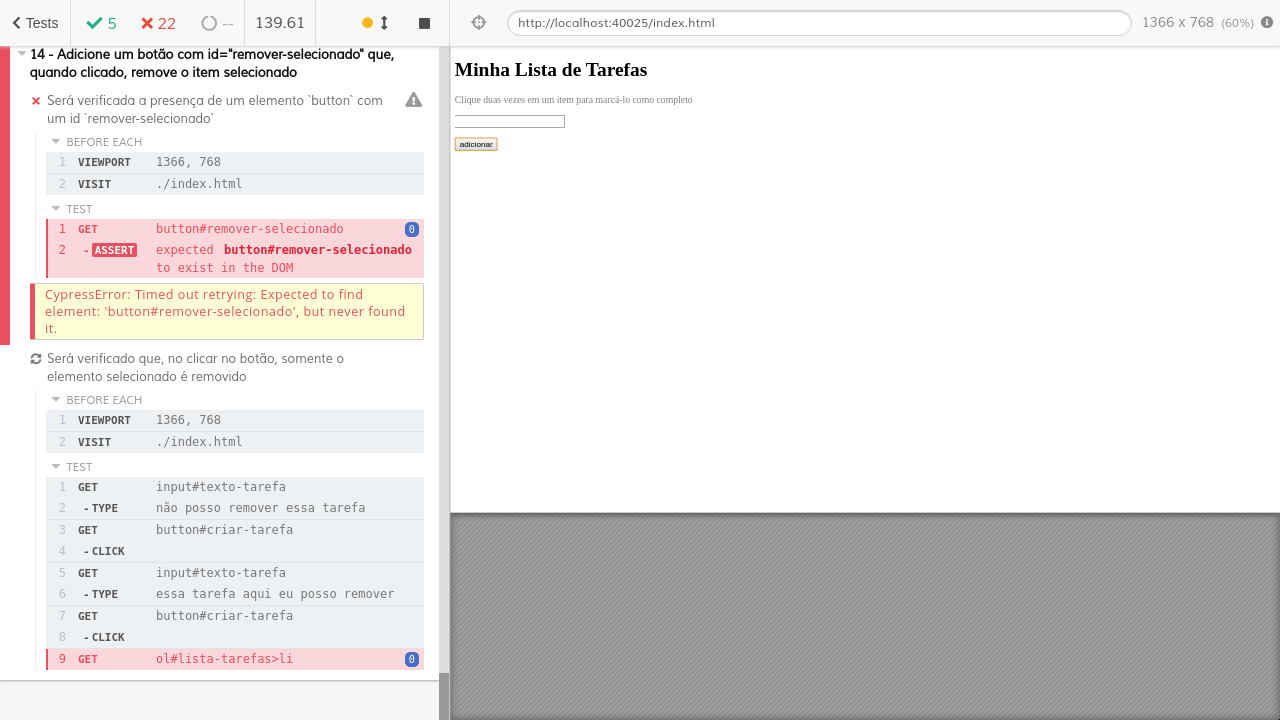 Tests
5
22
--
139.61
http://localhost:40025/index.html
1366 x 768 (60%)
14 - Adicione um botão com id="remover-selecionado" que,
quando clicado, remove o item selecionado
Será verificada a presença de um elemento `button` com
um id `remover-selecionado`
BEFORE EACH
1 VIEWPORT 1366, 768
2 VISIT ./index.html
TEST
1 GET button#remover-selecionado 0
2 -ASSERT expected button#remover-selecionado
to exist in the DOM
CypressError: Timed out retrying: Expected to find
element: 'button#remover-selecionado', but never found
it.
Será verificado que, no clicar no botão, somente o
elemento selecionado é removido
BEFORE EACH
1 VIEWPORT 1366, 768
2 VISIT ./index.html
TEST
1 GET input#texto-tarefa
2 -TYPE não posso remover essa tarefa
3 GET button#criar-tarefa
4 -CLICK
5 GET input#texto-tarefa
6 -TYPE essa tarefa aqui eu posso remover
7 GET button#criar-tarefa
8 -CLICK
9 GET ol#lista-tarefas>li 0
Minha Lista de Tarefas
Clique duas vezes em um item para marcá-lo como completo
adicionar